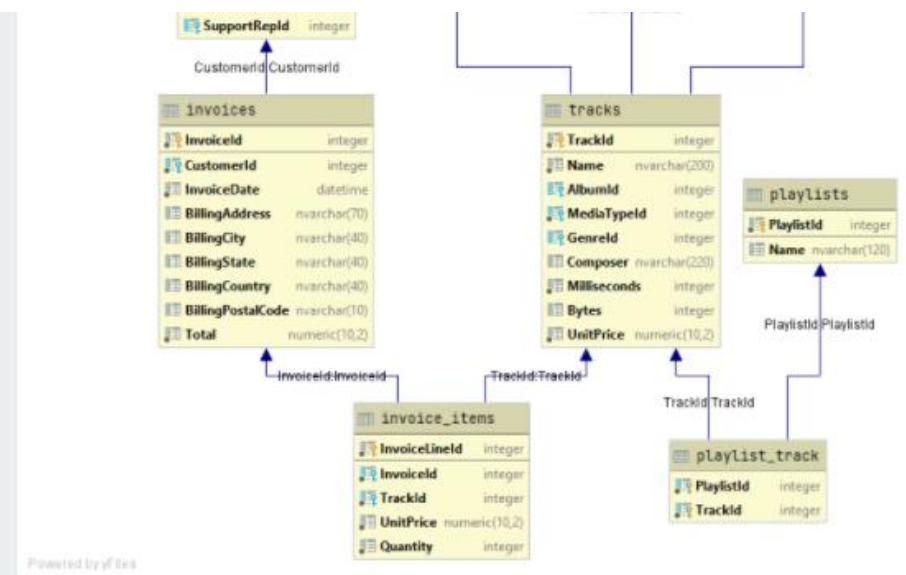 SupportRepId integer
CustomerId:CustomerId
invoices
InvoiceId integer
CustomerId integer
InvoiceDate datetime
BillingAddress nvarchar(70)
BillingCity nvarchar(40)
BillingState nvarchar(40)
BillingCountry nvarchar(40)
BillingPostalCode nvarchar(10)
Total numeric(10,2)
tracks
TrackId integer
Name nvarchar(200)
AlbumId integer
MediaTypeId integer
GenreId integer
Composer nvarchar(220)
Milliseconds integer
Bytes integer
UnitPrice numeric(10,2)
playlists
PlaylistId integer
Name nvarchar(120)
PlaylistId:PlaylistId
InvoiceId:InvoiceId
TrackId:TrackId
TrackId:TrackId
invoice_items
InvoiceLineId integer
InvoiceId integer
TrackId integer
UnitPrice numeric(10,2)
Quantity integer
playlist_track
PlaylistId integer
TrackId integer
Powered by yFiles